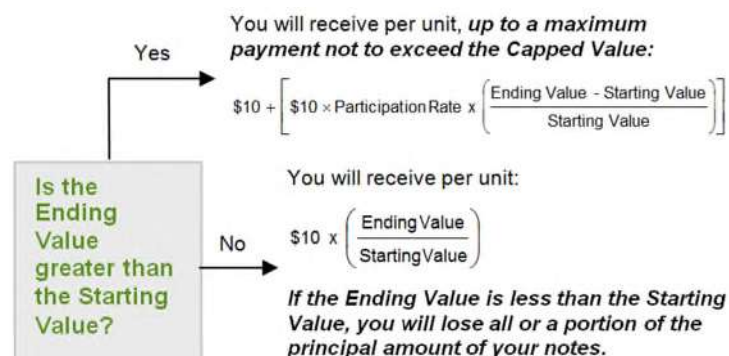 You will receive per unit, up to a maximum
payment not to exceed the Capped Value:
Yes
$10 + [ $10 × Participation Rate x ( Ending Value - Starting Value / Starting Value ) ]
Is the
Ending
Value
greater than
the Starting
Value?
No
You will receive per unit:
$10 x ( Ending Value / Starting Value )
If the Ending Value is less than the Starting
Value, you will lose all or a portion of the
principal amount of your notes.